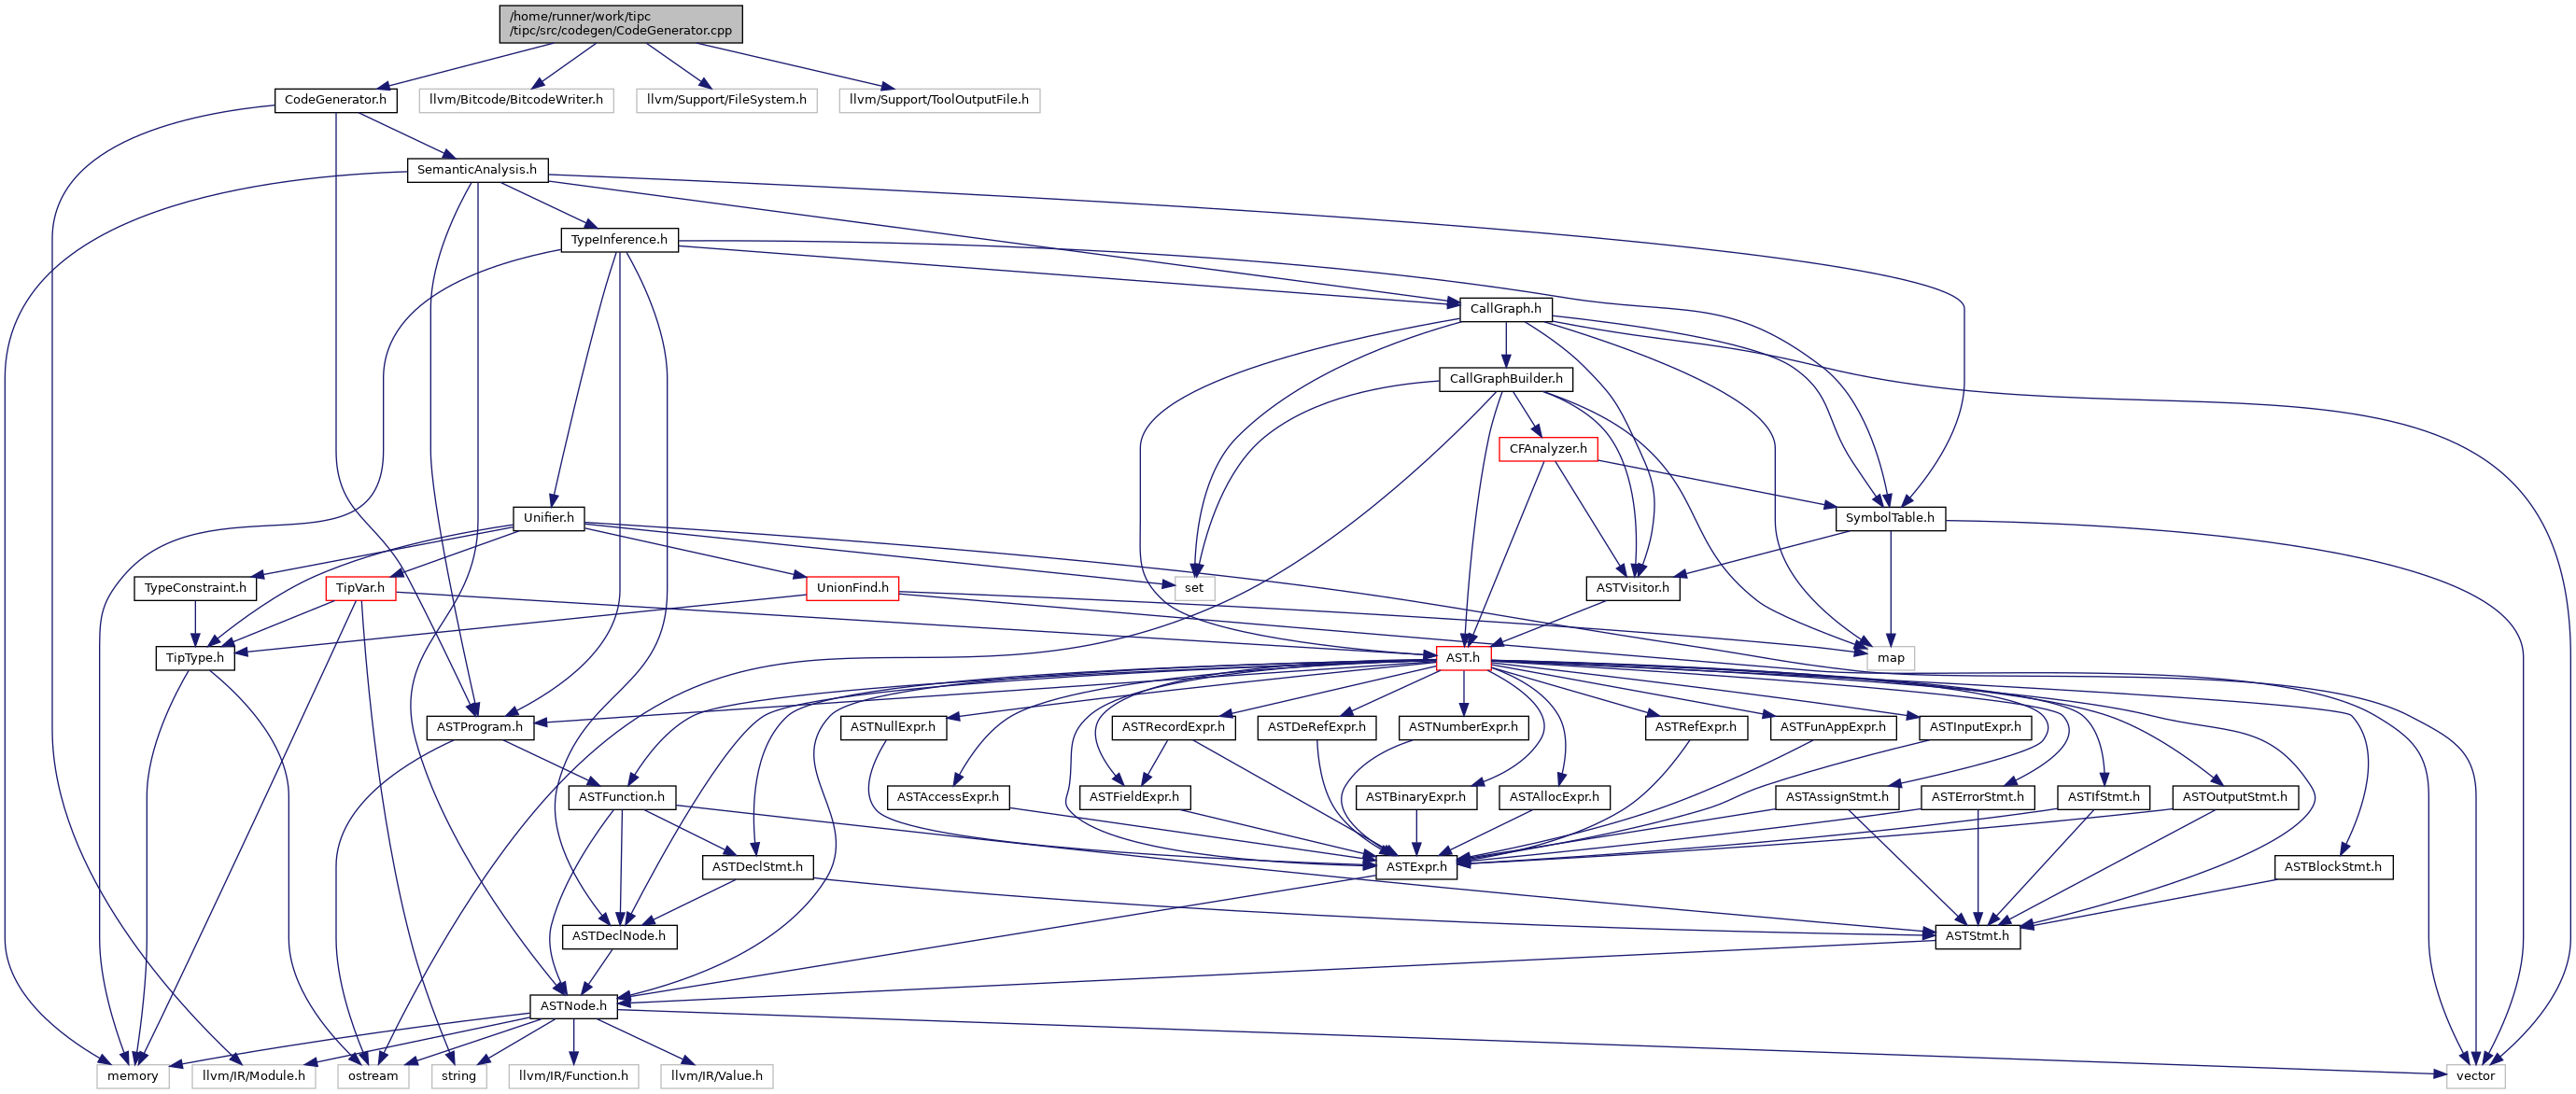 /home/runner/work/tipc
/tipc/src/codegen/CodeGenerator.cpp
CodeGenerator.h
llvm/Bitcode/BitcodeWriter.h
llvm/Support/FileSystem.h
llvm/Support/ToolOutputFile.h
SemanticAnalysis.h
TypeInference.h
CallGraph.h
CallGraphBuilder.h
CFAnalyzer.h
Unifier.h
SymbolTable.h
TypeConstraint.h
TipVar.h
UnionFind.h
set
ASTVisitor.h
TipType.h
AST.h
map
ASTProgram.h
ASTNullExpr.h
ASTRecordExpr.h
ASTDeRefExpr.h
ASTNumberExpr.h
ASTRefExpr.h
ASTFunAppExpr.h
ASTInputExpr.h
ASTFunction.h
ASTAccessExpr.h
ASTFieldExpr.h
ASTBinaryExpr.h
ASTAllocExpr.h
ASTAssignStmt.h
ASTErrorStmt.h
ASTIfStmt.h
ASTOutputStmt.h
ASTDeclStmt.h
ASTExpr.h
ASTBlockStmt.h
ASTDeclNode.h
ASTStmt.h
ASTNode.h
memory
llvm/IR/Module.h
ostream
string
llvm/IR/Function.h
llvm/IR/Value.h
vector